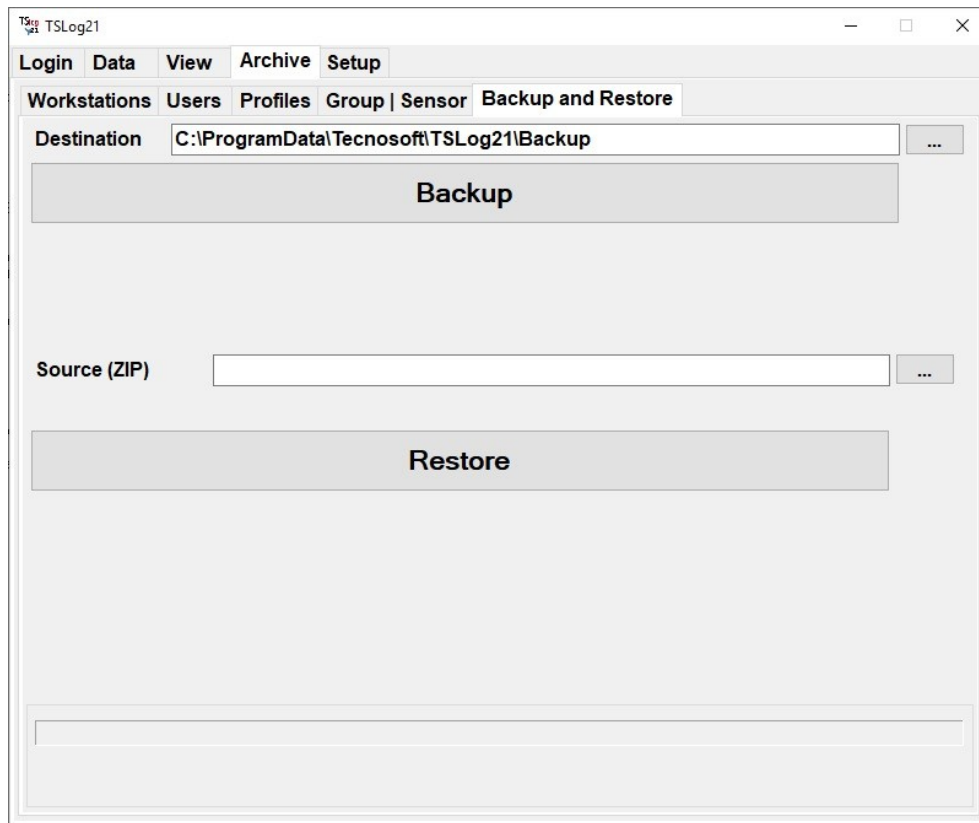 TSLog21
Login Data View Archive Setup
Workstations Users Profiles Group | Sensor Backup and Restore
Destination C:\ProgramData\Tecnosoft\TSLog21\Backup ...
Backup
Source (ZIP) ...
Restore